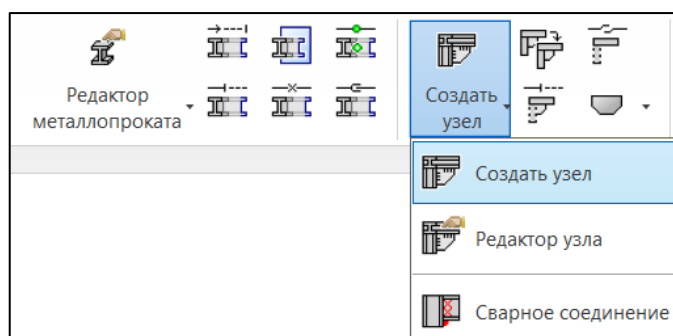 Редактор
металлопроката
Создать
узел
Создать узел
Редактор узла
Сварное соединение